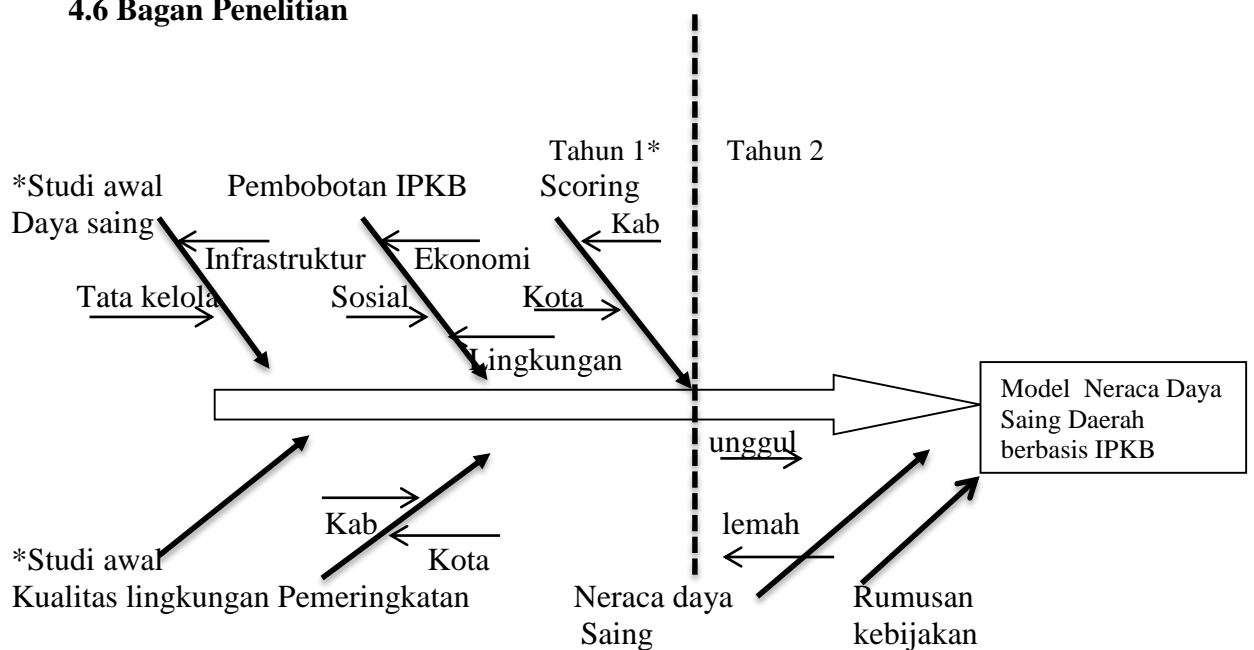 4.6 Bagan Penelitian
Tahun 1*
Tahun 2
*Studi awal
Daya saing
Pembobotan IPKB
Scoring
Kab
Infrastruktur
Ekonomi
Tata kelola
Sosial
Kota
Lingkungan
Model Neraca Daya
Saing Daerah
berbasis IPKB
unggul
Kab
lemah
Kota
*Studi awal
Kualitas lingkungan
Pemeringkatan
Neraca daya
Saing
Rumusan
kebijakan